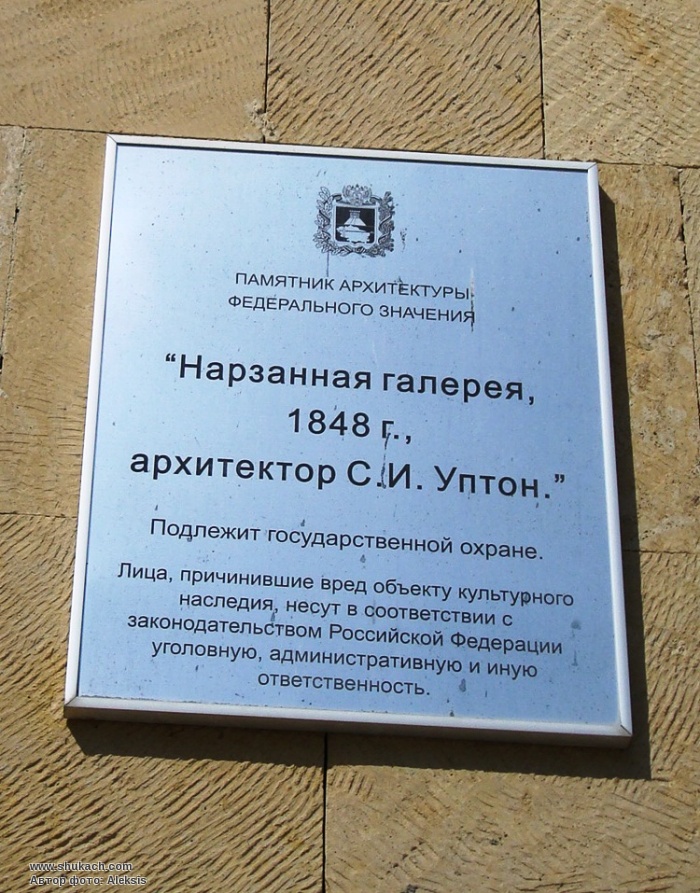 ПАМЯТНИК АРХИТЕКТУРЫ
ФЕДЕРАЛЬНОГО ЗНАЧЕНИЯ
“Нарзанная галерея,
1848 г.,
архитектор С.И. Уптон.”
Подлежит государственной охране.
Лица, причинившие вред объекту культурного
наследия, несут в соответствии с
законодательством Российской Федерации
уголовную, административную и иную
ответственность.
www.shukach.com
Автор фото: Aleksis